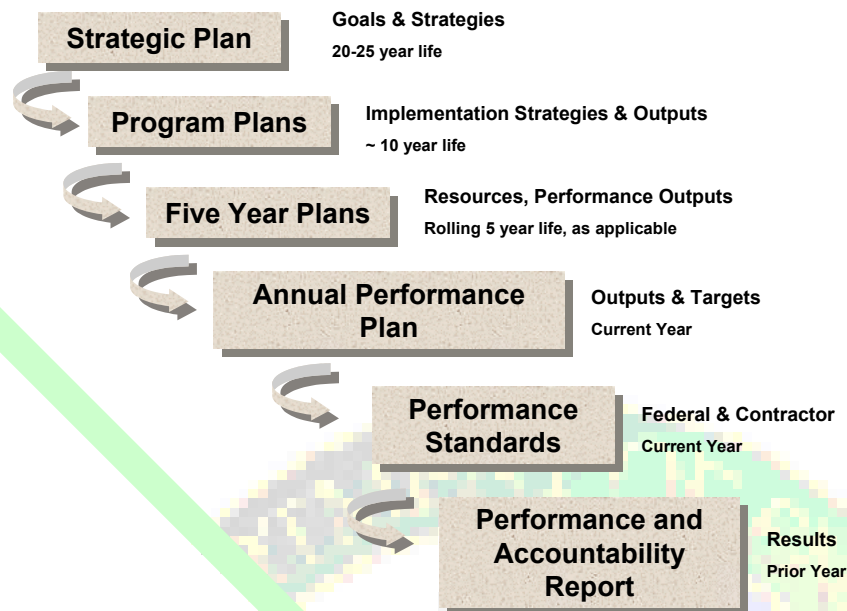 Strategic Plan
Goals & Strategies
20-25 year life
Program Plans
Implementation Strategies & Outputs
~ 10 year life
Five Year Plans
Resources, Performance Outputs
Rolling 5 year life, as applicable
Annual Performance
Plan
Outputs & Targets
Current Year
Performance
Standards
Federal & Contractor
Current Year
Performance and
Accountability
Report
Results
Prior Year